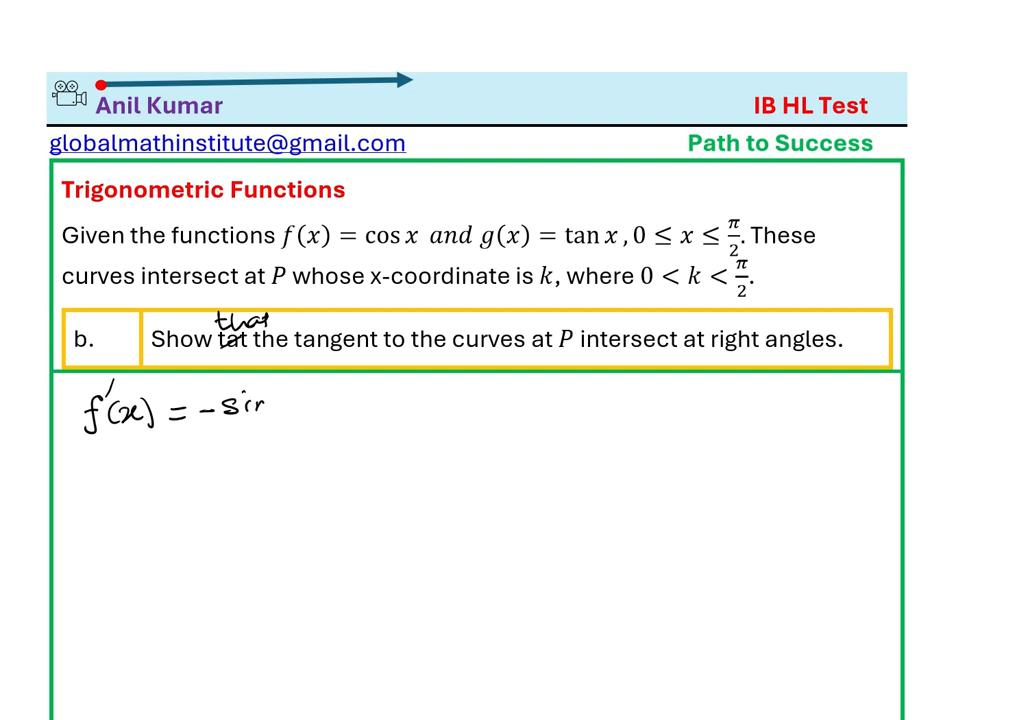 Anil Kumar IB HL Test
globalmathinstitute@gmail.com Path to Success
Trigonometric Functions
Given the functions f(x) = cos x and g(x) = tan x , 0 ≤ x ≤ π/2. These
curves intersect at P whose x-coordinate is k, where 0 < k < π/2.
that
b. Show tat the tangent to the curves at P intersect at right angles.
f'(x) = - sin